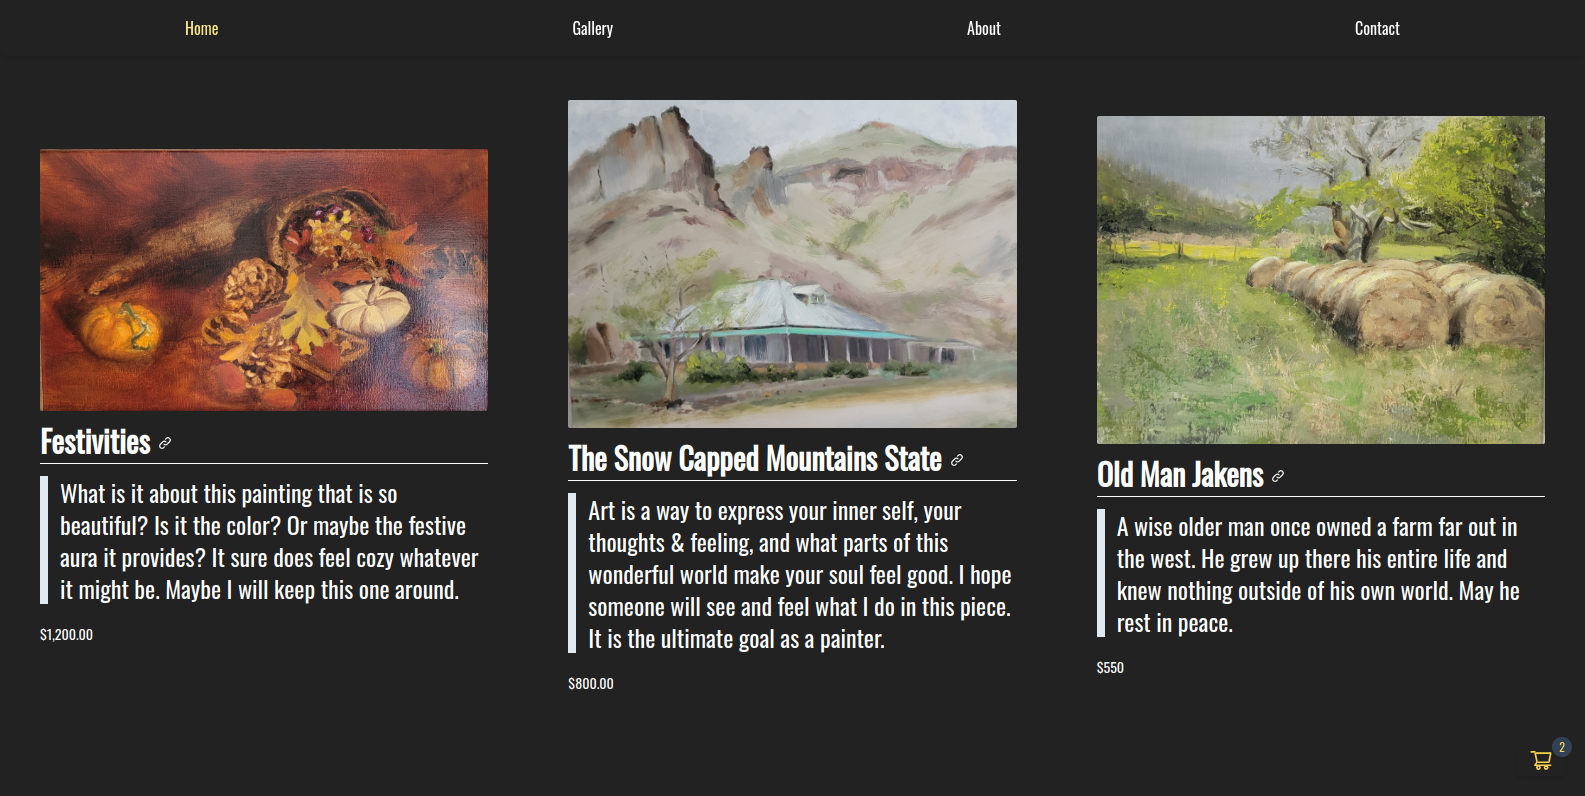 Home Gallery About Contact
Festivities
What is it about this painting that is so
beautiful? Is it the color? Or maybe the festive
aura it provides? It sure does feel cozy whatever
it might be. Maybe I will keep this one around.
$1,200.00
The Snow Capped Mountains State
Art is a way to express your inner self, your
thoughts & feeling, and what parts of this
wonderful world make your soul feel good. I hope
someone will see and feel what I do in this piece.
It is the ultimate goal as a painter.
$800.00
Old Man Jakens
A wise older man once owned a farm far out in
the west. He grew up there his entire life and
knew nothing outside of his own world. May he
rest in peace.
$550
2